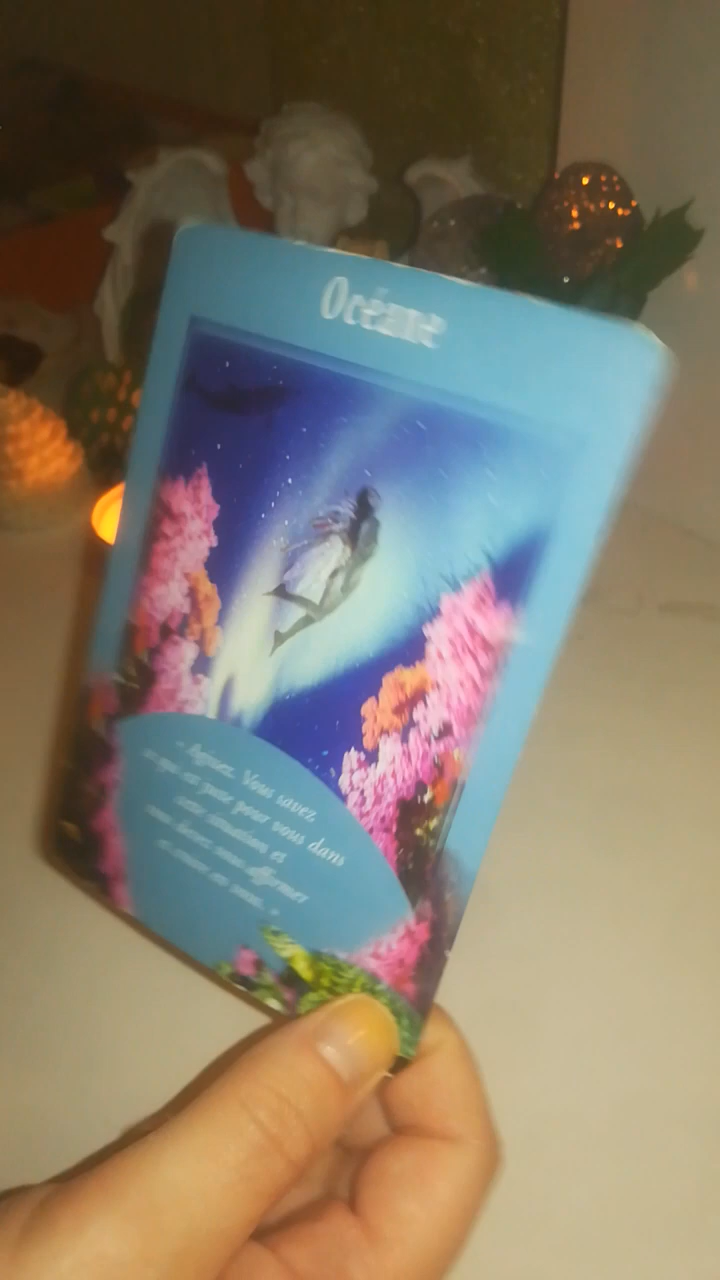 Océane
« Agissez. Vous savez
ce qui est juste pour vous dans
cette situation et
vous devez vous affirmer
et croire en vous. »